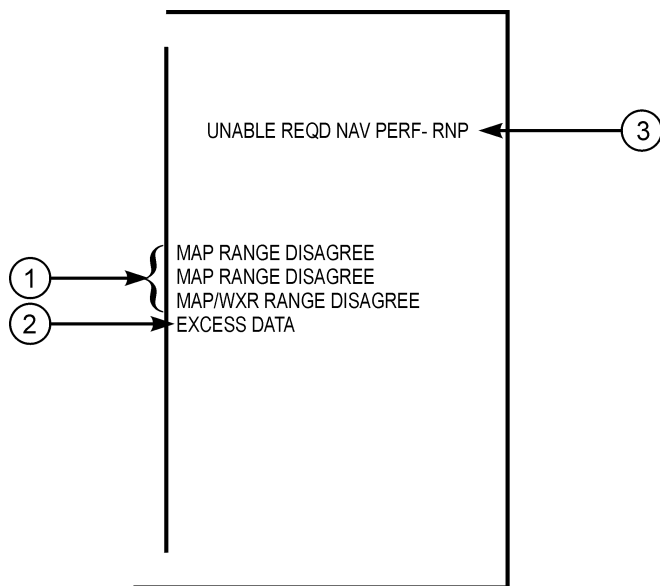 UNABLE REQD NAV PERF- RNP
3
MAP RANGE DISAGREE
1
MAP RANGE DISAGREE
MAP/WXR RANGE DISAGREE
2
EXCESS DATA